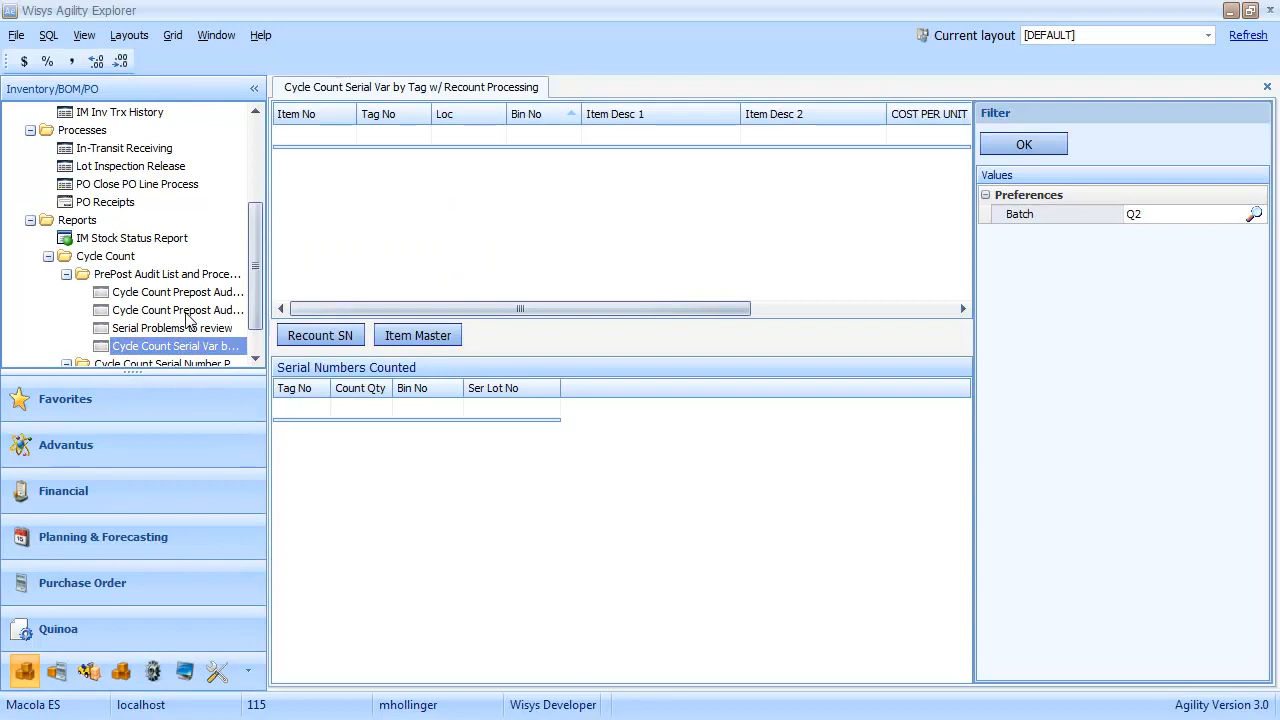 Wisys Agility Explorer
File SQL View Layouts Grid Window Help
Current layout [DEFAULT] Refresh
$ % , ←.00 .00
Inventory/BOM/PO
IM Inv Trx History
Processes
In-Transit Receiving
Lot Inspection Release
PO Close PO Line Process
PO Receipts
Reports
IM Stock Status Report
Cycle Count
PrePost Audit List and Proce...
Cycle Count Prepost Aud...
Cycle Count Prepost Aud...
Serial Problems to review
Cycle Count Serial Var b...
Cycle Count Serial Number P
Favorites
Advantus
Financial
Planning & Forecasting
Purchase Order
Quinoa
Cycle Count Serial Var by Tag w/ Recount Processing
Item No Tag No Loc Bin No Item Desc 1 Item Desc 2 COST PER UNIT
Recount SN Item Master
Serial Numbers Counted
Tag No Count Qty Bin No Ser Lot No
Filter
OK
Values
Preferences
Batch Q2
Macola ES localhost 115 mhollinger Wisys Developer Agility Version 3.0